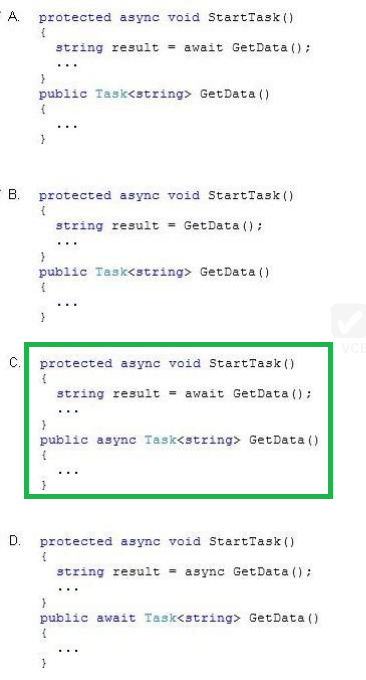 A. protected async void StartTask()
{
string result = await GetData();
...
}
public Task<string> GetData()
{
...
}
B. protected async void StartTask()
{
string result = GetData();
...
}
public Task<string> GetData()
{
...
}
VCE
C. protected async void StartTask()
{
string result = await GetData();
...
}
public async Task<string> GetData()
{
...
}
D. protected async void StartTask()
{
string result = async GetData();
...
}
public await Task<string> GetData()
{
...
}